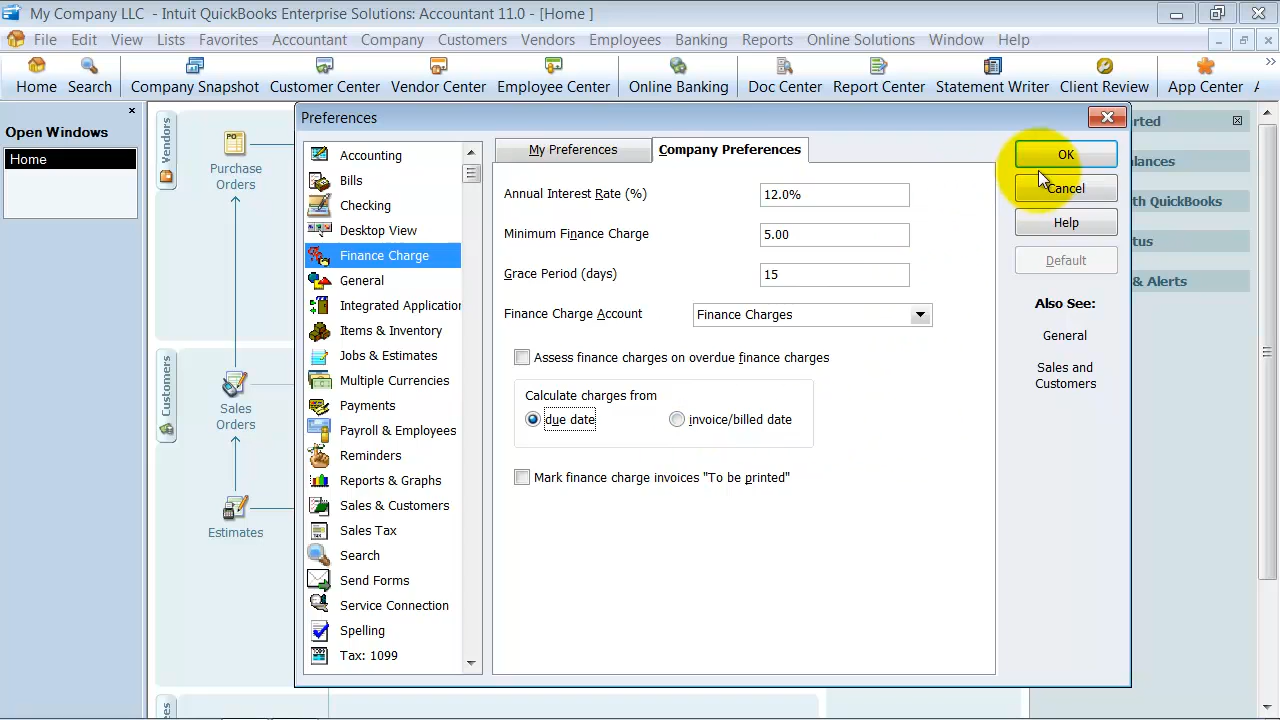 My Company LLC - Intuit QuickBooks Enterprise Solutions: Accountant 11.0 - [Home ]
File Edit View Lists Favorites Accountant Company Customers Vendors Employees Banking Reports Online Solutions Window Help
Home Search Company Snapshot Customer Center Vendor Center Employee Center Online Banking Doc Center Report Center Statement Writer Client Review App Center
Open Windows
Home
Vendors
Purchase
Orders
Customers
Sales
Orders
Estimates
Preferences
Accounting
Bills
Checking
Desktop View
Finance Charge
General
Integrated Application
Items & Inventory
Jobs & Estimates
Multiple Currencies
Payments
Payroll & Employees
Reminders
Reports & Graphs
Sales & Customers
Sales Tax
Search
Send Forms
Service Connection
Spelling
Tax: 1099
My Preferences Company Preferences
Annual Interest Rate (%) 12.0%
Minimum Finance Charge 5.00
Grace Period (days) 15
Finance Charge Account Finance Charges
Assess finance charges on overdue finance charges
Calculate charges from
due date invoice/billed date
Mark finance charge invoices "To be printed"
OK
Cancel
Help
Default
Also See:
General
Sales and
Customers
rted
alances
th QuickBooks
tus
& Alerts